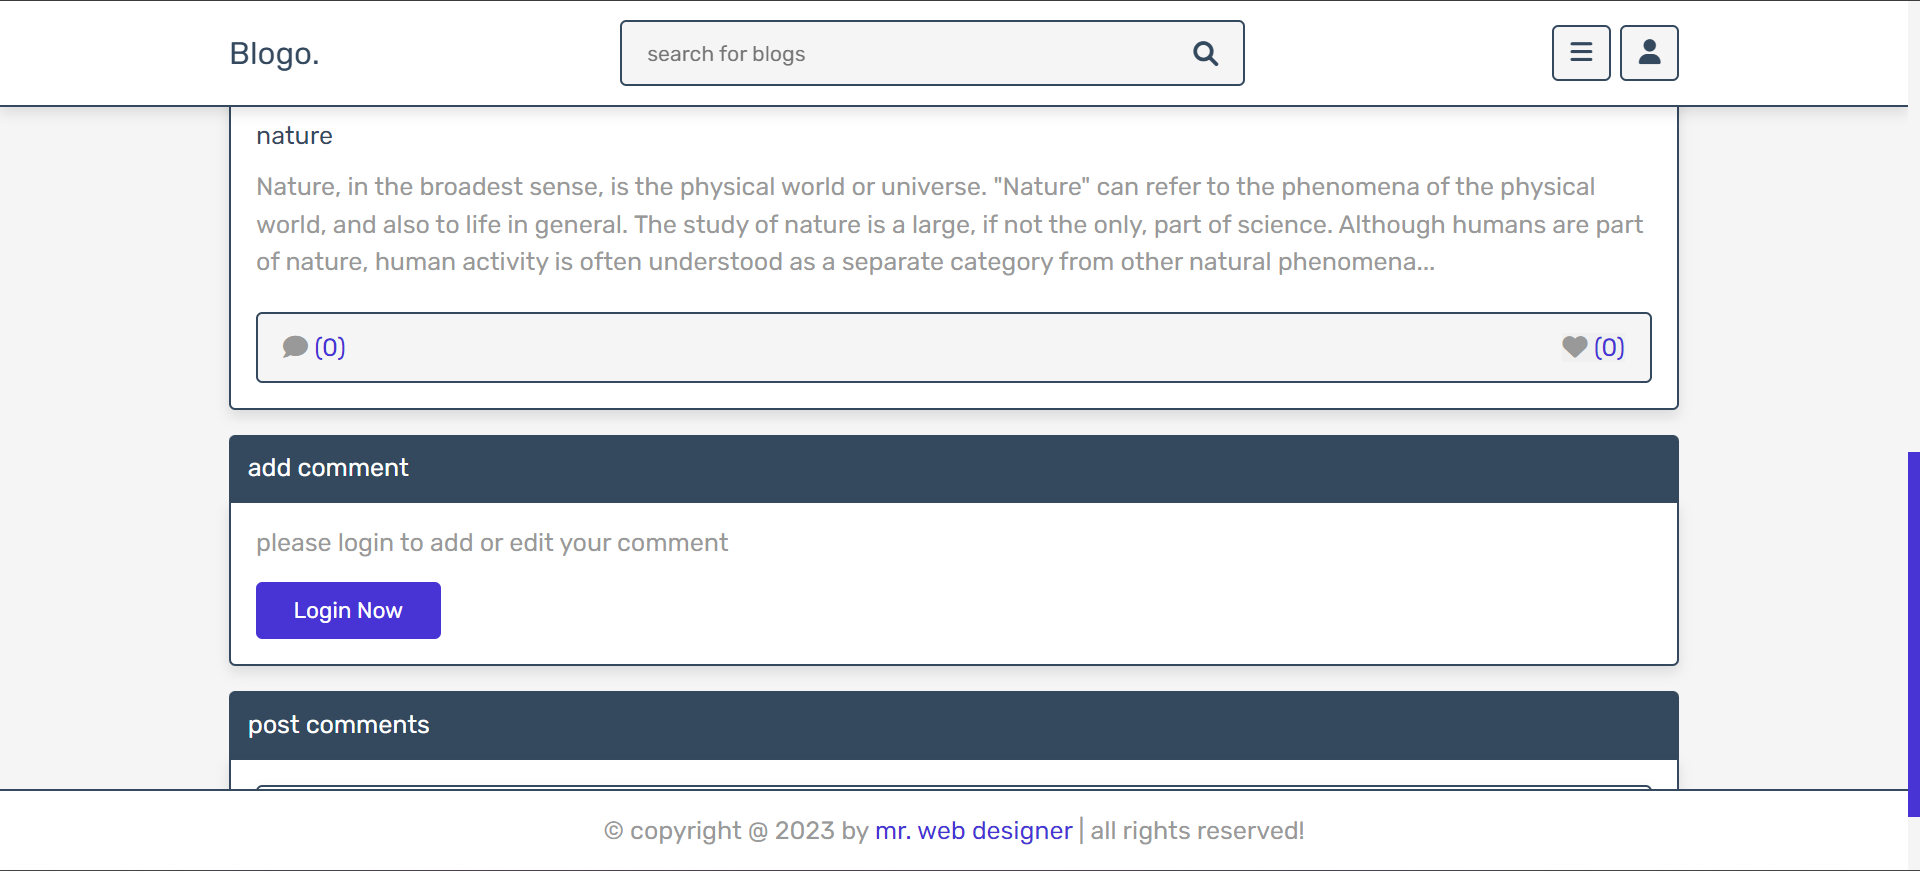 Blogo.
search for blogs
nature
Nature, in the broadest sense, is the physical world or universe. "Nature" can refer to the phenomena of the physical
world, and also to life in general. The study of nature is a large, if not the only, part of science. Although humans are part
of nature, human activity is often understood as a separate category from other natural phenomena...
(0)
(0)
add comment
please login to add or edit your comment
Login Now
post comments
© copyright @ 2023 by mr. web designer | all rights reserved!